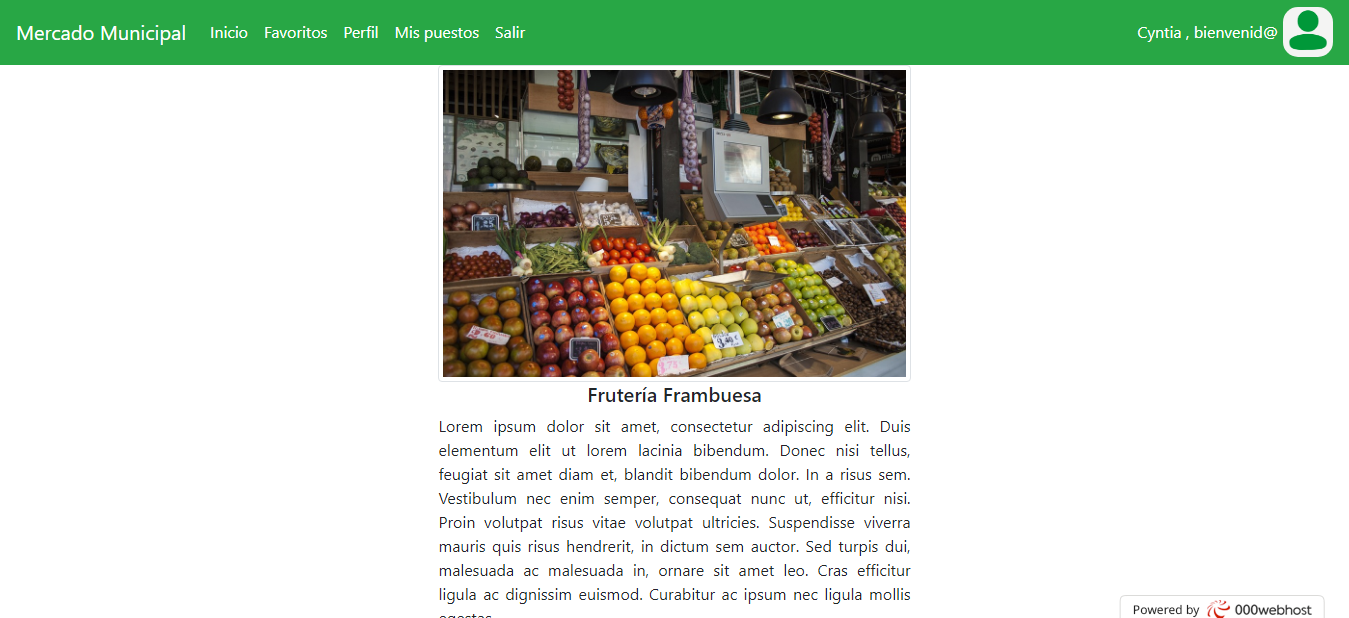 Mercado Municipal Inicio Favoritos Perfil Mis puestos Salir Cyntia , bienvenid@
Frutería Frambuesa
Lorem ipsum dolor sit amet, consectetur adipiscing elit. Duis
elementum elit ut lorem lacinia bibendum. Donec nisi tellus,
feugiat sit amet diam et, blandit bibendum dolor. In a risus sem.
Vestibulum nec enim semper, consequat nunc ut, efficitur nisi.
Proin volutpat risus vitae volutpat ultricies. Suspendisse viverra
mauris quis risus hendrerit, in dictum sem auctor. Sed turpis dui,
malesuada ac malesuada in, ornare sit amet leo. Cras efficitur
ligula ac dignissim euismod. Curabitur ac ipsum nec ligula mollis
egestas
Powered by 000webhost